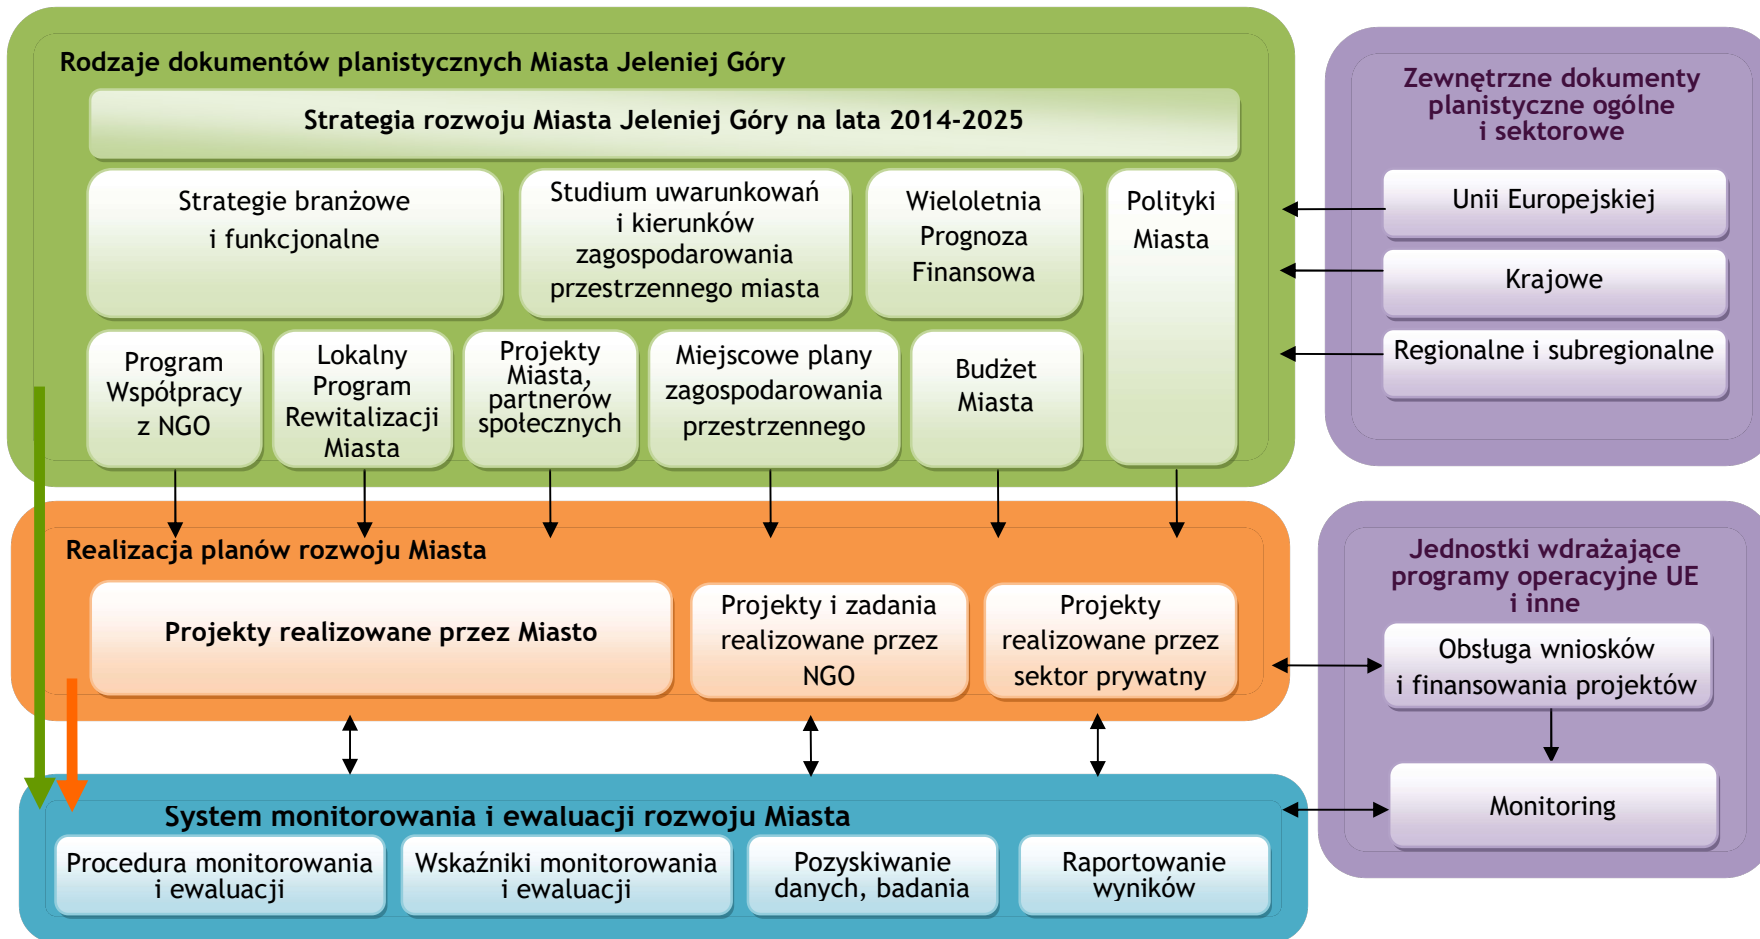 Rodzaje dokumentów planistycznych Miasta Jeleniej Góry
Strategia rozwoju Miasta Jeleniej Góry na lata 2014-2025
Strategie branżowe
i funkcjonalne
Studium uwarunkowań
i kierunków
zagospodarowania
przestrzennego miasta
Wieloletnia
Prognoza
Finansowa
Polityki
Miasta
Program
Współpracy
z NGO
Lokalny
Program
Rewitalizacji
Miasta
Projekty
Miasta,
partnerów
społecznych
Miejscowe plany
zagospodarowania
przestrzennego
Budżet
Miasta
Zewnętrzne dokumenty
planistyczne ogólne
i sektorowe
Unii Europejskiej
Krajowe
Regionalne i subregionalne
Realizacja planów rozwoju Miasta
Projekty realizowane przez Miasto
Projekty i zadania
realizowane przez
NGO
Projekty
realizowane przez
sektor prywatny
Jednostki wdrażające
programy operacyjne UE
i inne
Obsługa wniosków
i finansowania projektów
Monitoring
System monitorowania i ewaluacji rozwoju Miasta
Procedura monitorowania
i ewaluacji
Wskaźniki monitorowania
i ewaluacji
Pozyskiwanie
danych, badania
Raportowanie
wyników